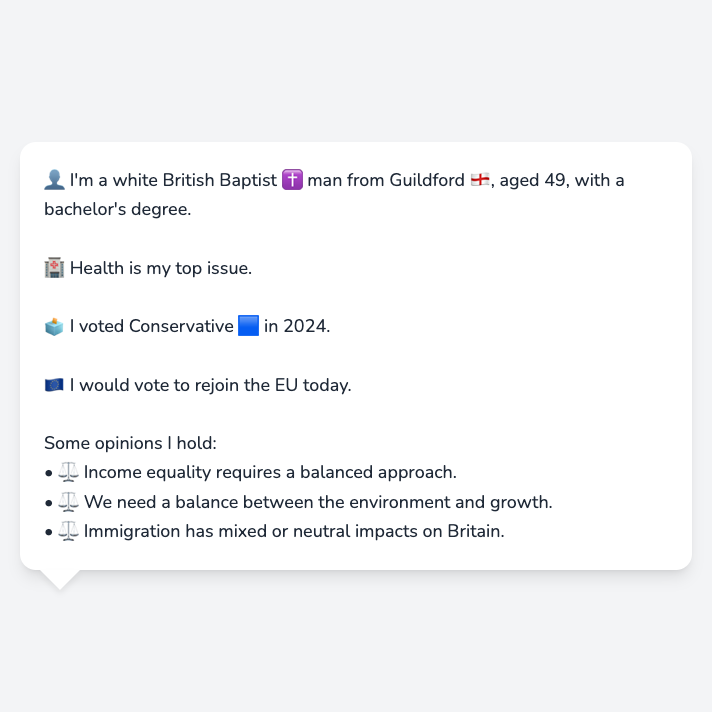 👤 I'm a white British Baptist ✝️ man from Guildford 🏴󠁧󠁢󠁥󠁮󠁧󠁿, aged 49, with a
bachelor's degree.
🏥 Health is my top issue.
🗳️ I voted Conservative 🟦 in 2024.
🇪🇺 I would vote to rejoin the EU today.
Some opinions I hold:
• ⚖️ Income equality requires a balanced approach.
• ⚖️ We need a balance between the environment and growth.
• ⚖️ Immigration has mixed or neutral impacts on Britain.